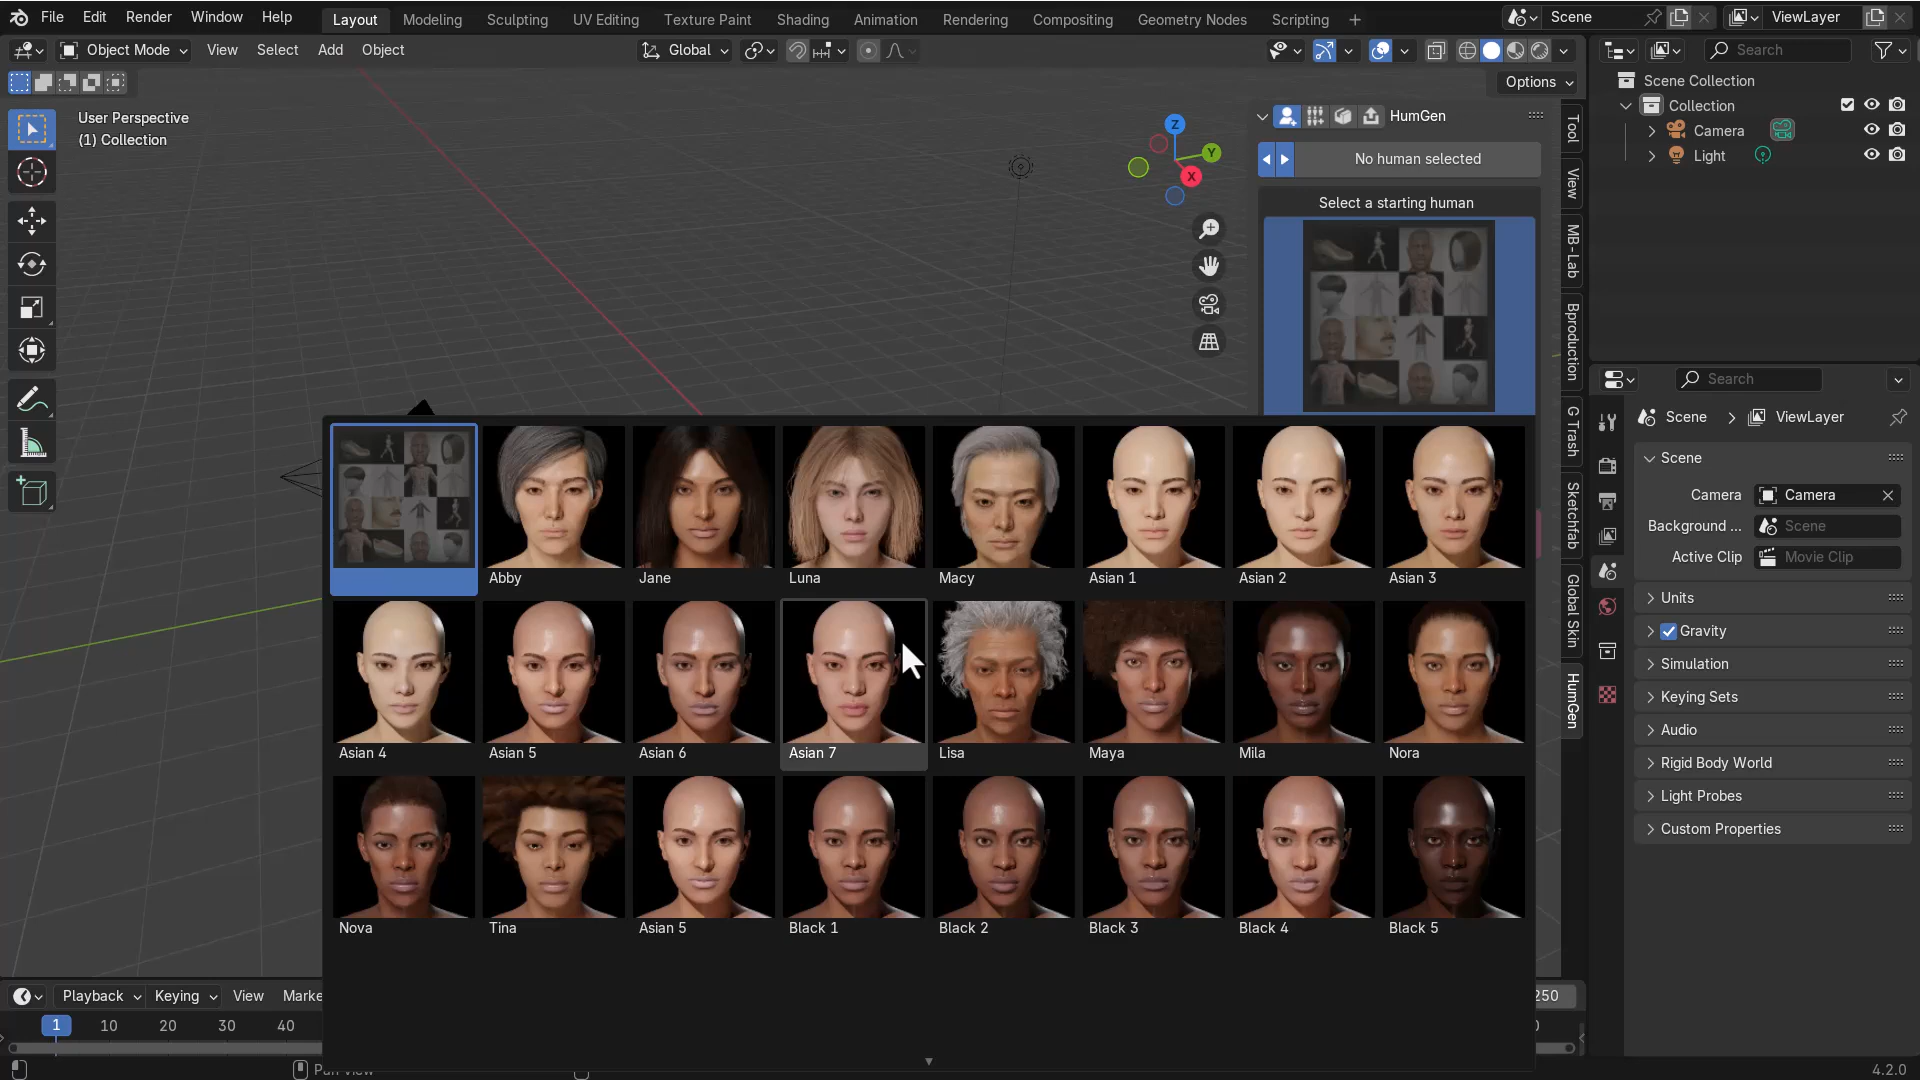 File Edit Render Window Help Layout Modeling Sculpting UV Editing Texture Paint Shading Animation Rendering Compositing Geometry Nodes Scripting Scene ViewLayer
Object Mode View Select Add Object Global Search
Options
User Perspective
(1) Collection
HumGen
No human selected
Select a starting human
Tool
View
MB-Lab
Bproduction
G Trash
Sketchfab
Global Skin
HumGen
Z
Y
X
Scene Collection
Collection
Camera
Light
Search
Scene ViewLayer
Scene
Camera Camera
Background ... Scene
Active Clip Movie Clip
Units
Gravity
Simulation
Keying Sets
Audio
Rigid Body World
Light Probes
Custom Properties
Abby Jane Luna Macy Asian 1 Asian 2 Asian 3
Asian 4 Asian 5 Asian 6 Asian 7 Lisa Maya Mila Nora
Nova Tina Asian 5 Black 1 Black 2 Black 3 Black 4 Black 5
Playback Keying View Marke 250
1 10 20 30 40
4.2.0